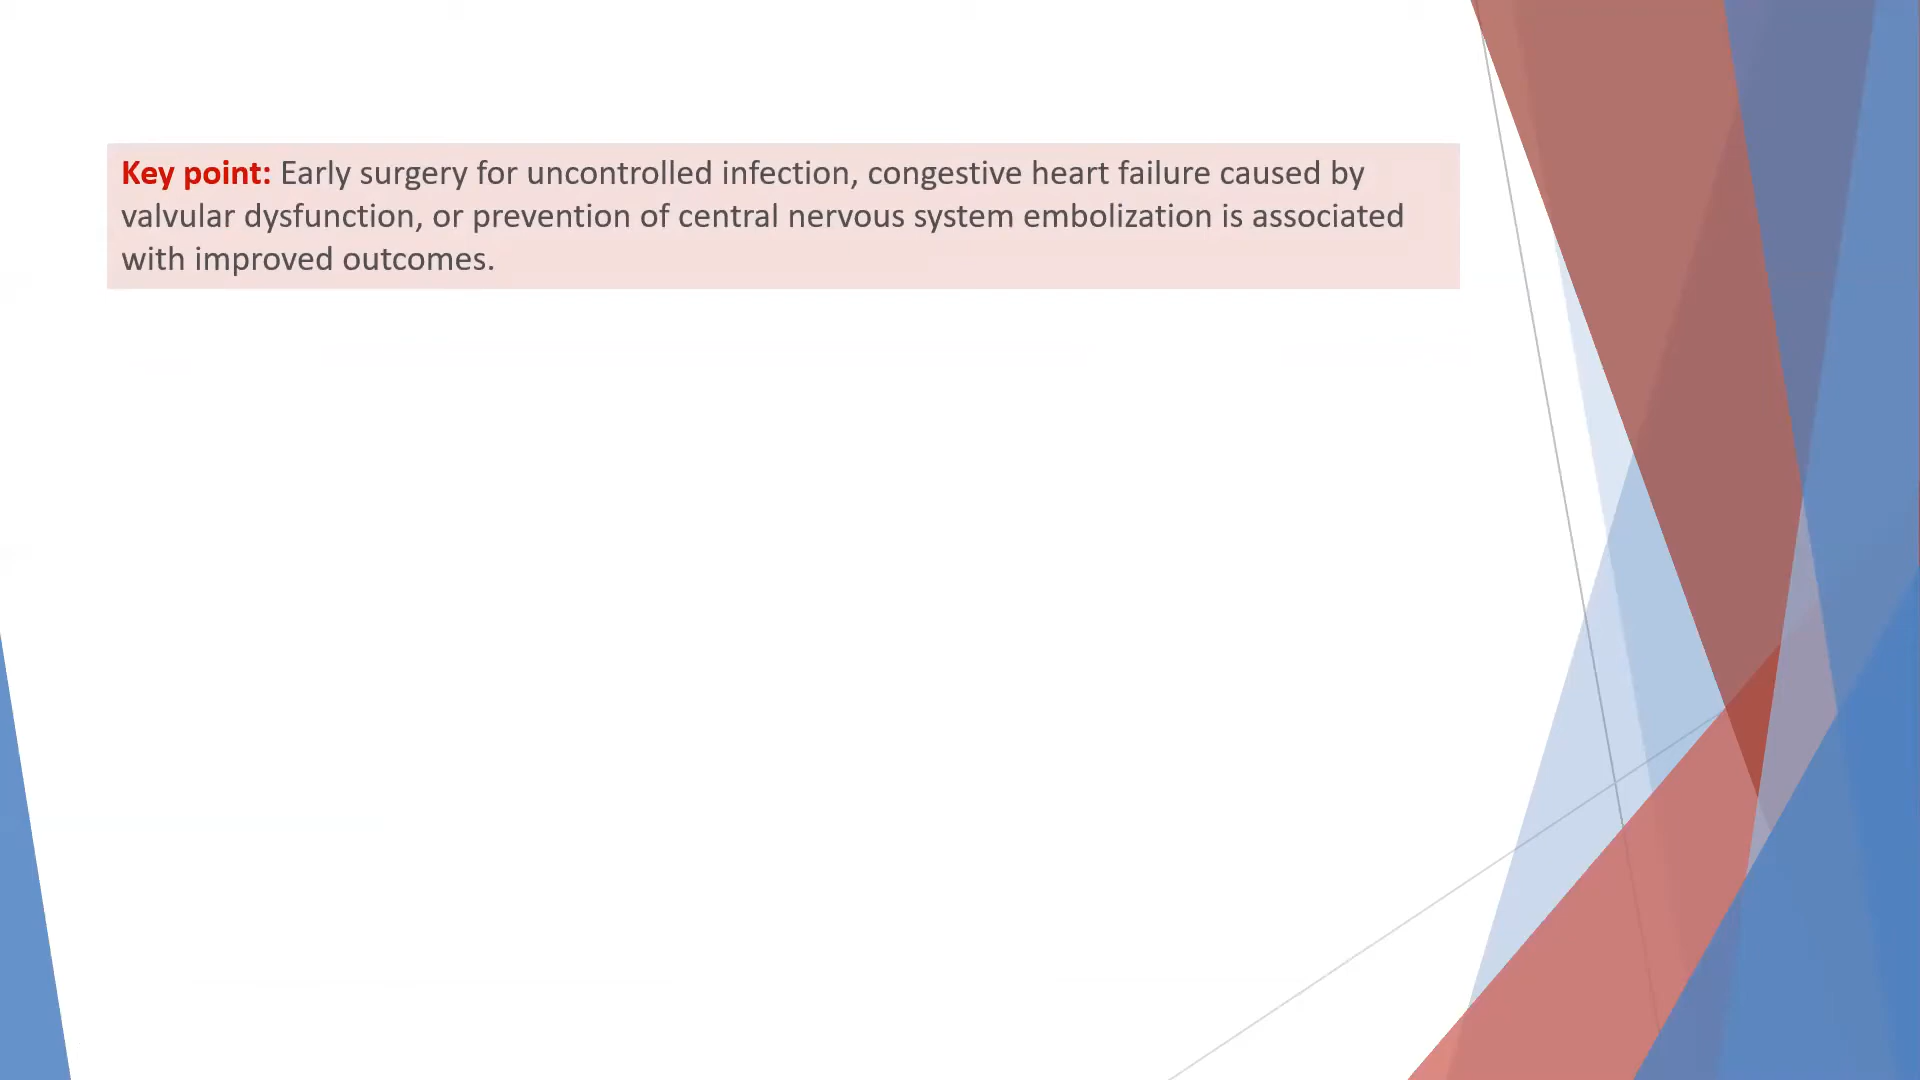 Key point: Early surgery for uncontrolled infection, congestive heart failure caused by
valvular dysfunction, or prevention of central nervous system embolization is associated
with improved outcomes.